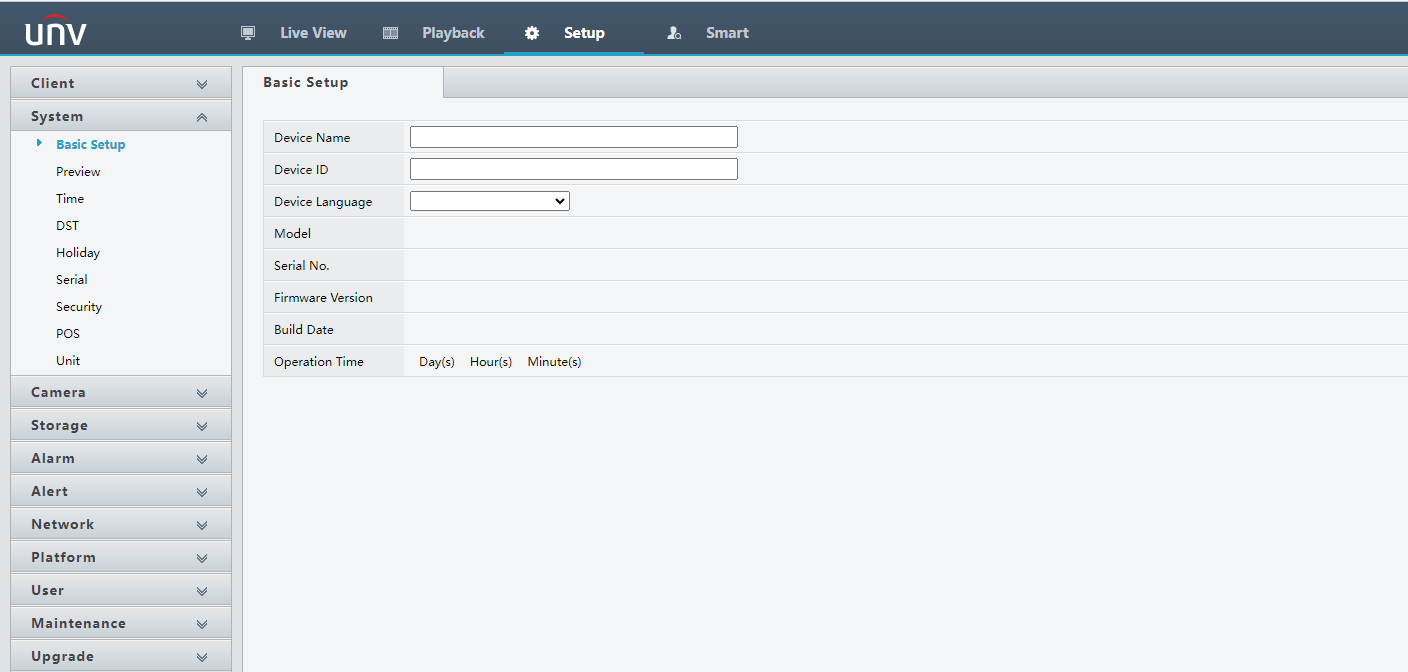 unv
Live View
Playback
Setup
Smart
Client
System
Basic Setup
Preview
Time
DST
Holiday
Serial
Security
POS
Unit
Camera
Storage
Alarm
Alert
Network
Platform
User
Maintenance
Upgrade
Basic Setup
Device Name
Device ID
Device Language
Model
Serial No.
Firmware Version
Build Date
Operation Time Day(s) Hour(s) Minute(s)